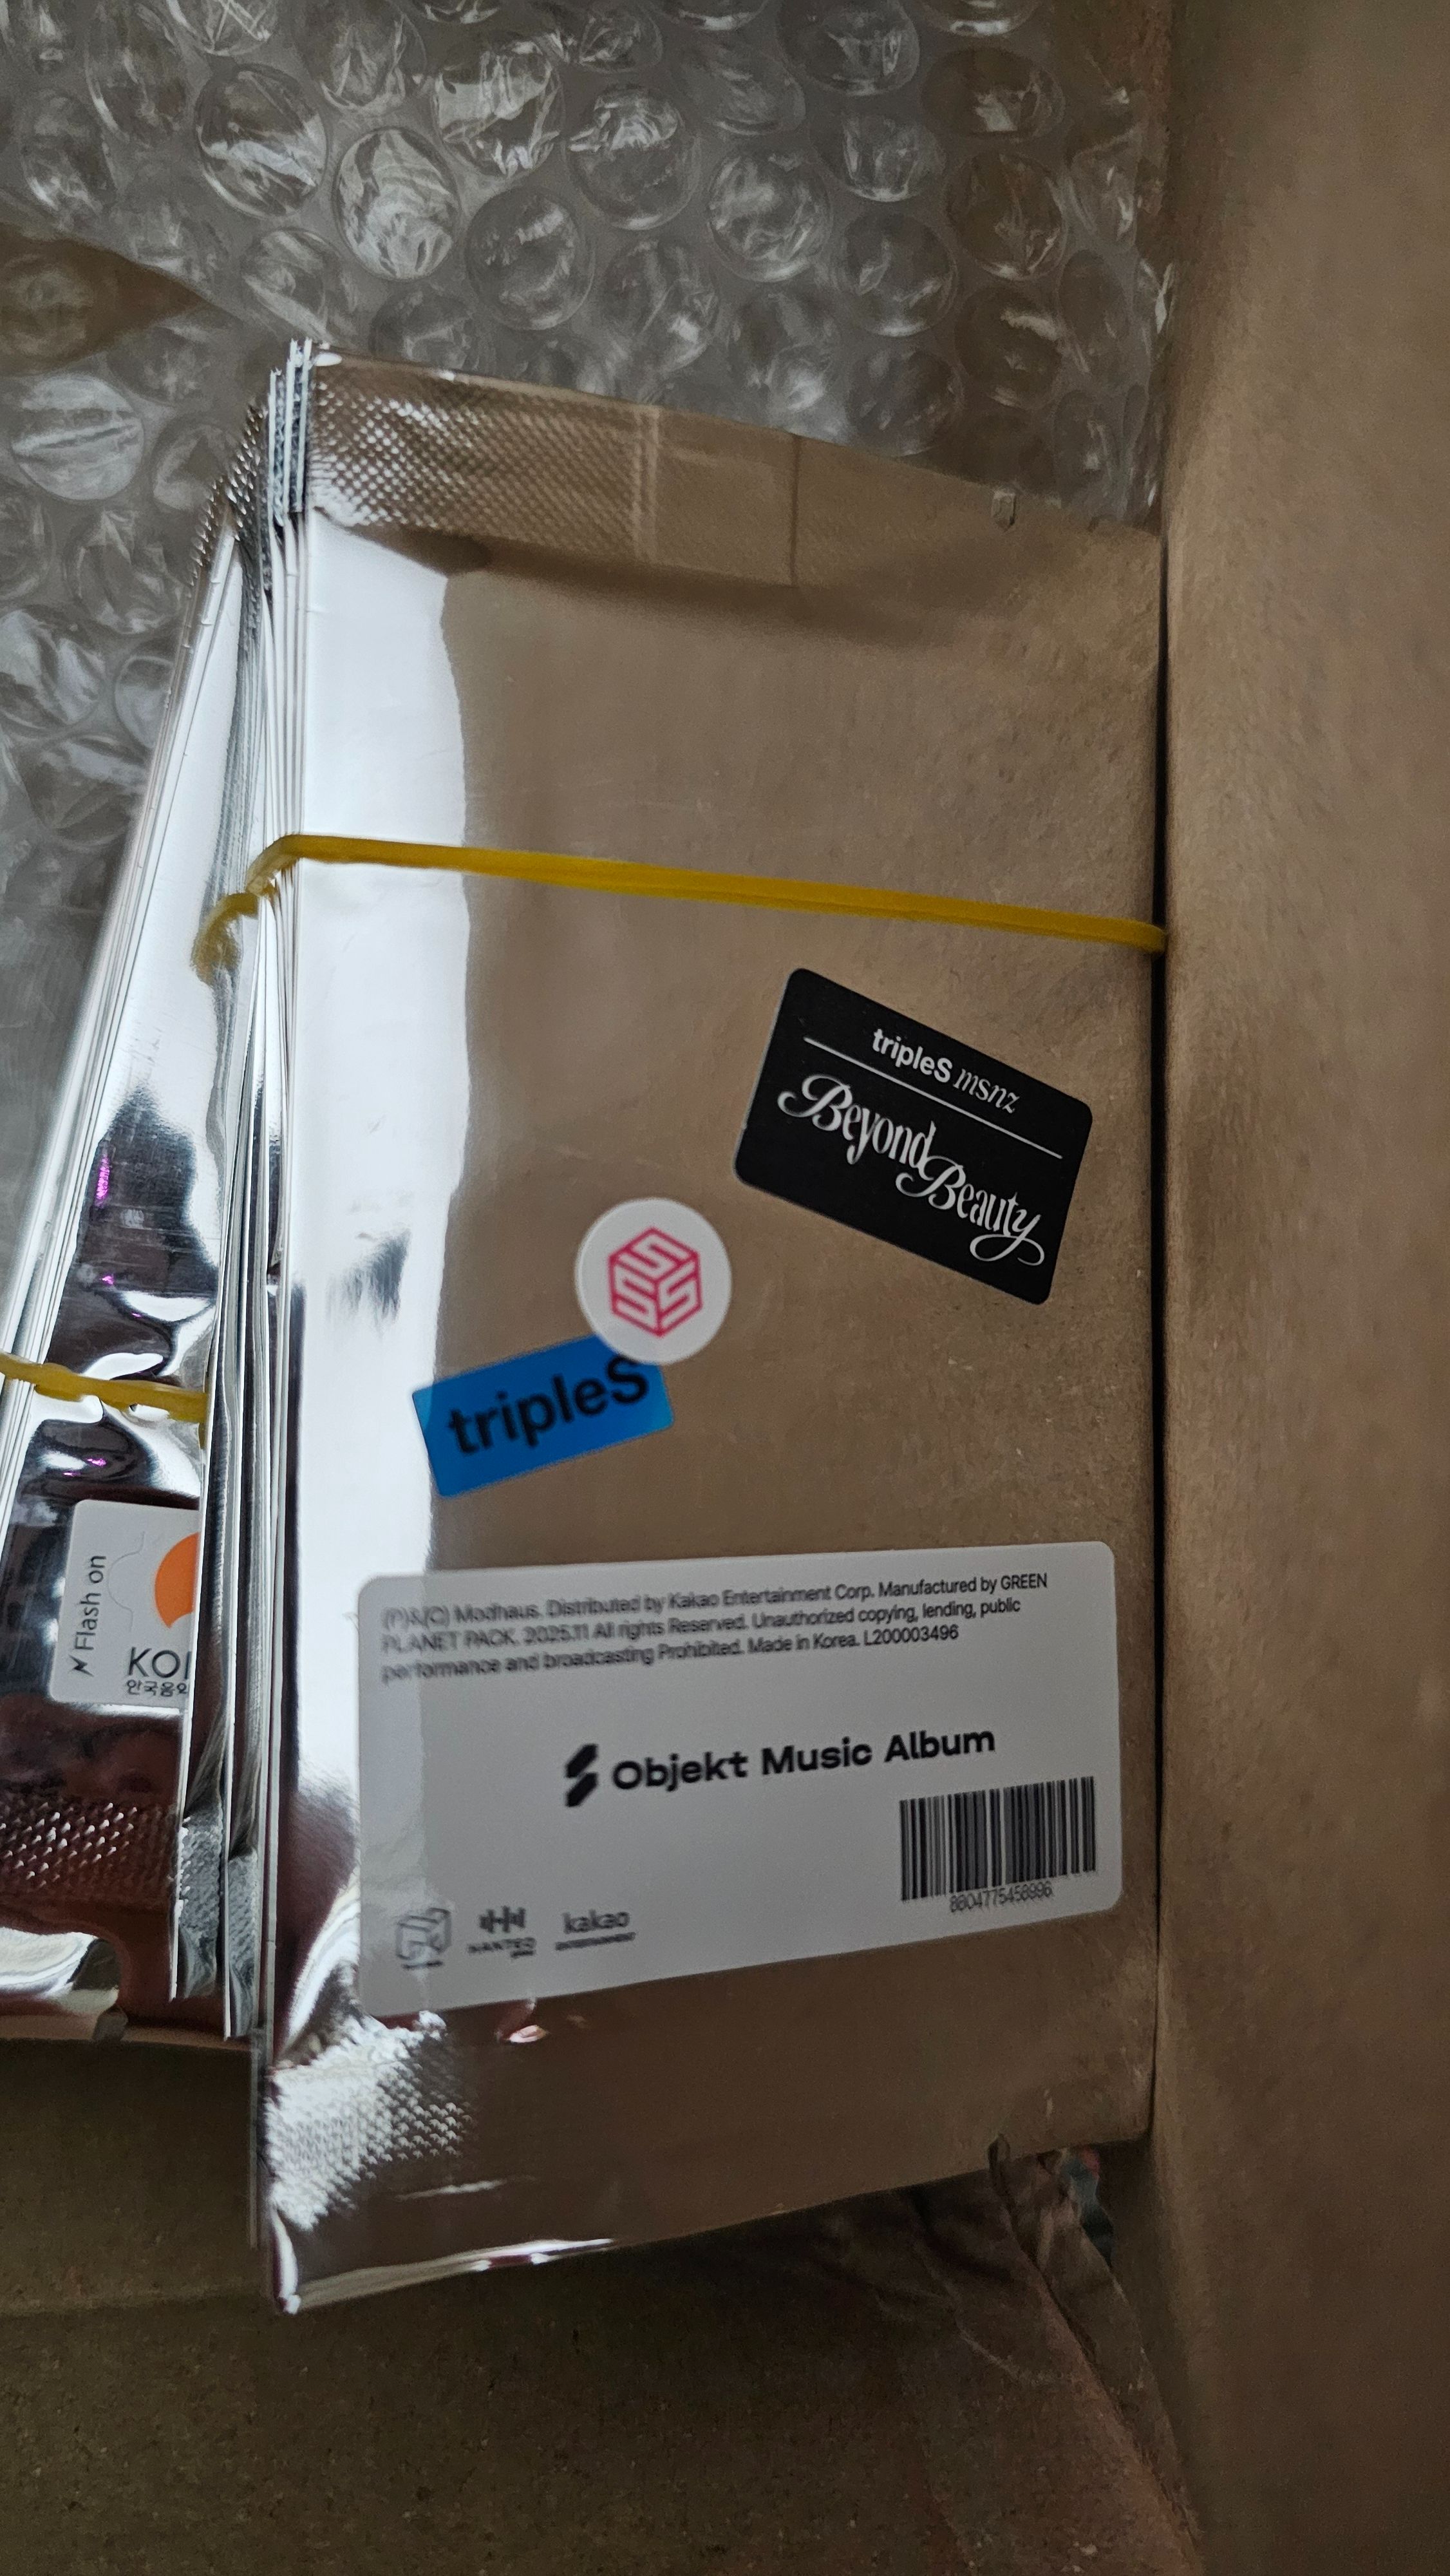 tripleS msnz
Beyond
Beauty
SSS
tripleS
(P)&(C) Modhaus. Distributed by Kakao Entertainment Corp. Manufactured by GREEN
PLANET PACK. 2025.11 All rights Reserved. Unauthorized copying, lending, public
performance and broadcasting Prohibited. Made in Korea. L200003496
Objekt Music Album
HANTEO
kakao
ENTERTAINMENT
Flash on